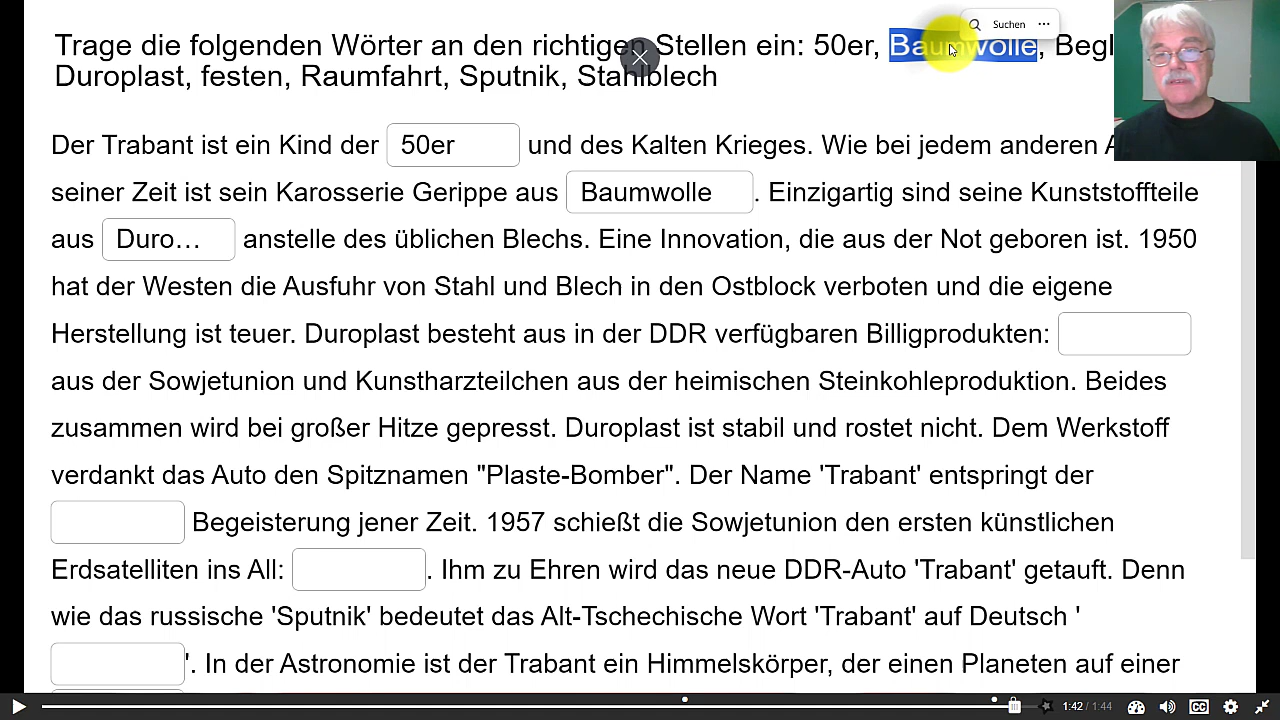 Suchen ...
Trage die folgenden Wörter an den richtigen Stellen ein: 50er, Baumwolle, Begl
Duroplast, festen, Raumfahrt, Sputnik, Stahlblech
Der Trabant ist ein Kind der 50er und des Kalten Krieges. Wie bei jedem anderen A
seiner Zeit ist sein Karosserie Gerippe aus Baumwolle . Einzigartig sind seine Kunststoffteile
aus Duro... anstelle des üblichen Blechs. Eine Innovation, die aus der Not geboren ist. 1950
hat der Westen die Ausfuhr von Stahl und Blech in den Ostblock verboten und die eigene
Herstellung ist teuer. Duroplast besteht aus in der DDR verfügbaren Billigprodukten:
aus der Sowjetunion und Kunstharzteilchen aus der heimischen Steinkohleproduktion. Beides
zusammen wird bei großer Hitze gepresst. Duroplast ist stabil und rostet nicht. Dem Werkstoff
verdankt das Auto den Spitznamen "Plaste-Bomber". Der Name 'Trabant' entspringt der
Begeisterung jener Zeit. 1957 schießt die Sowjetunion den ersten künstlichen
Erdsatelliten ins All: . Ihm zu Ehren wird das neue DDR-Auto 'Trabant' getauft. Denn
wie das russische 'Sputnik' bedeutet das Alt-Tschechische Wort 'Trabant' auf Deutsch '
'. In der Astronomie ist der Trabant ein Himmelskörper, der einen Planeten auf einer
1:42 / 1:44 CC